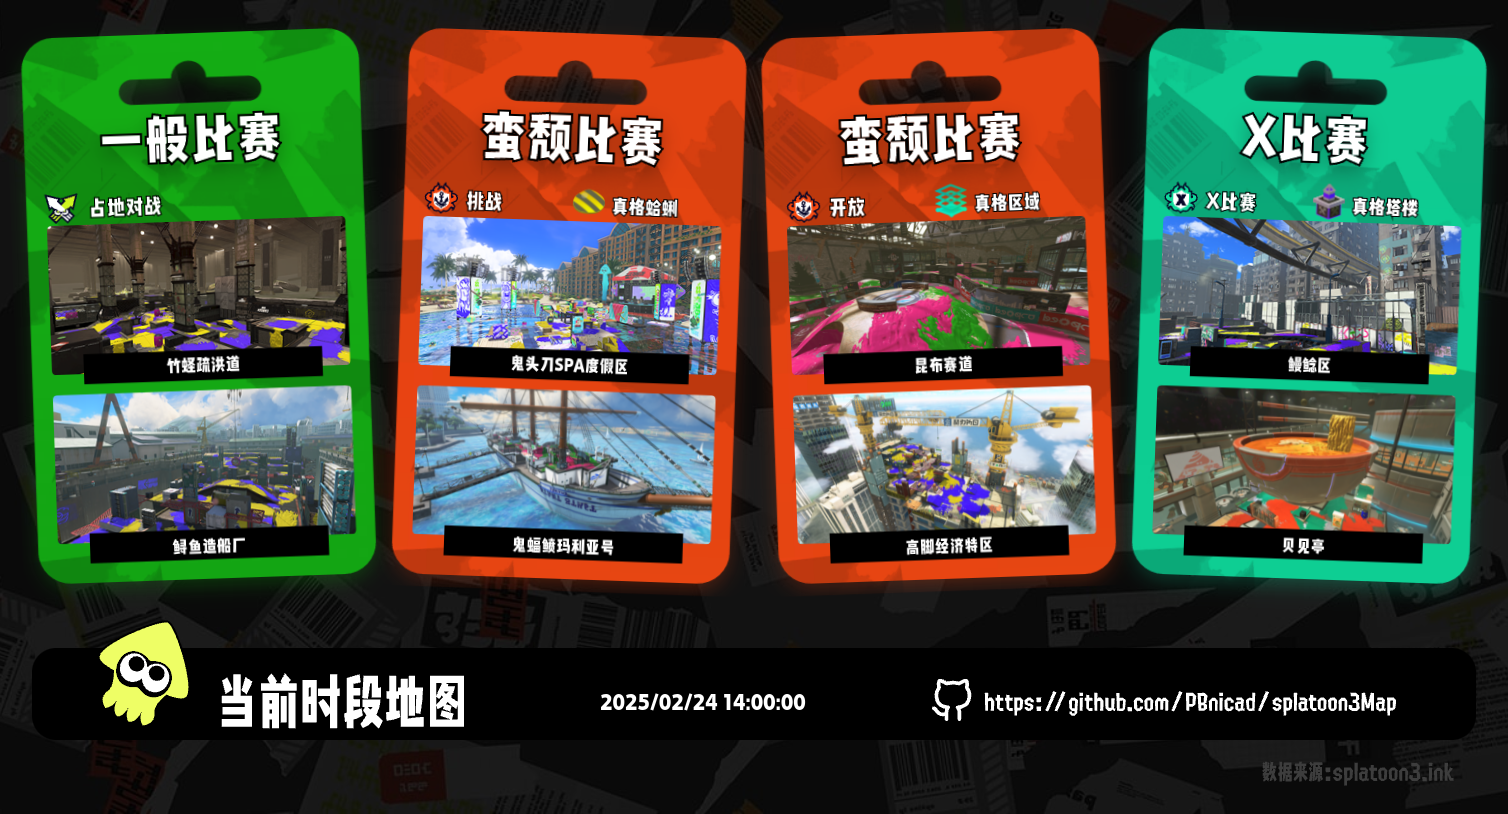 一般比赛
占地对战
竹蛏疏洪道
鲟鱼造船厂
蛮颓比赛
挑战
真格蛤蜊
鬼头刀SPA度假区
鬼蝠鲼玛利亚号
蛮颓比赛
开放
真格区域
昆布赛道
高脚经济特区
X比赛
X比赛
真格塔楼
鳗鲶区
贝见亭
当前时段地图
2025/02/24 14:00:00
https://github.com/PBnicad/splatoon3Map
数据来源:splatoon3.ink